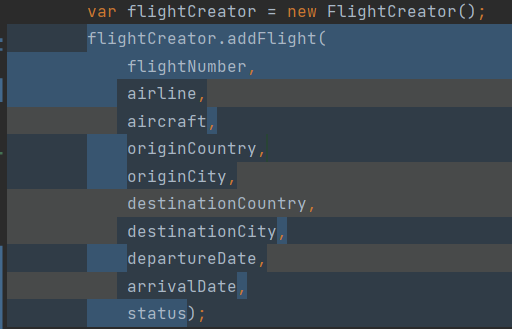 var flightCreator = new FlightCreator();
flightCreator.addFlight(
flightNumber,
airline,
aircraft,
originCountry,
originCity,
destinationCountry,
destinationCity,
departureDate,
arrivalDate,
status);